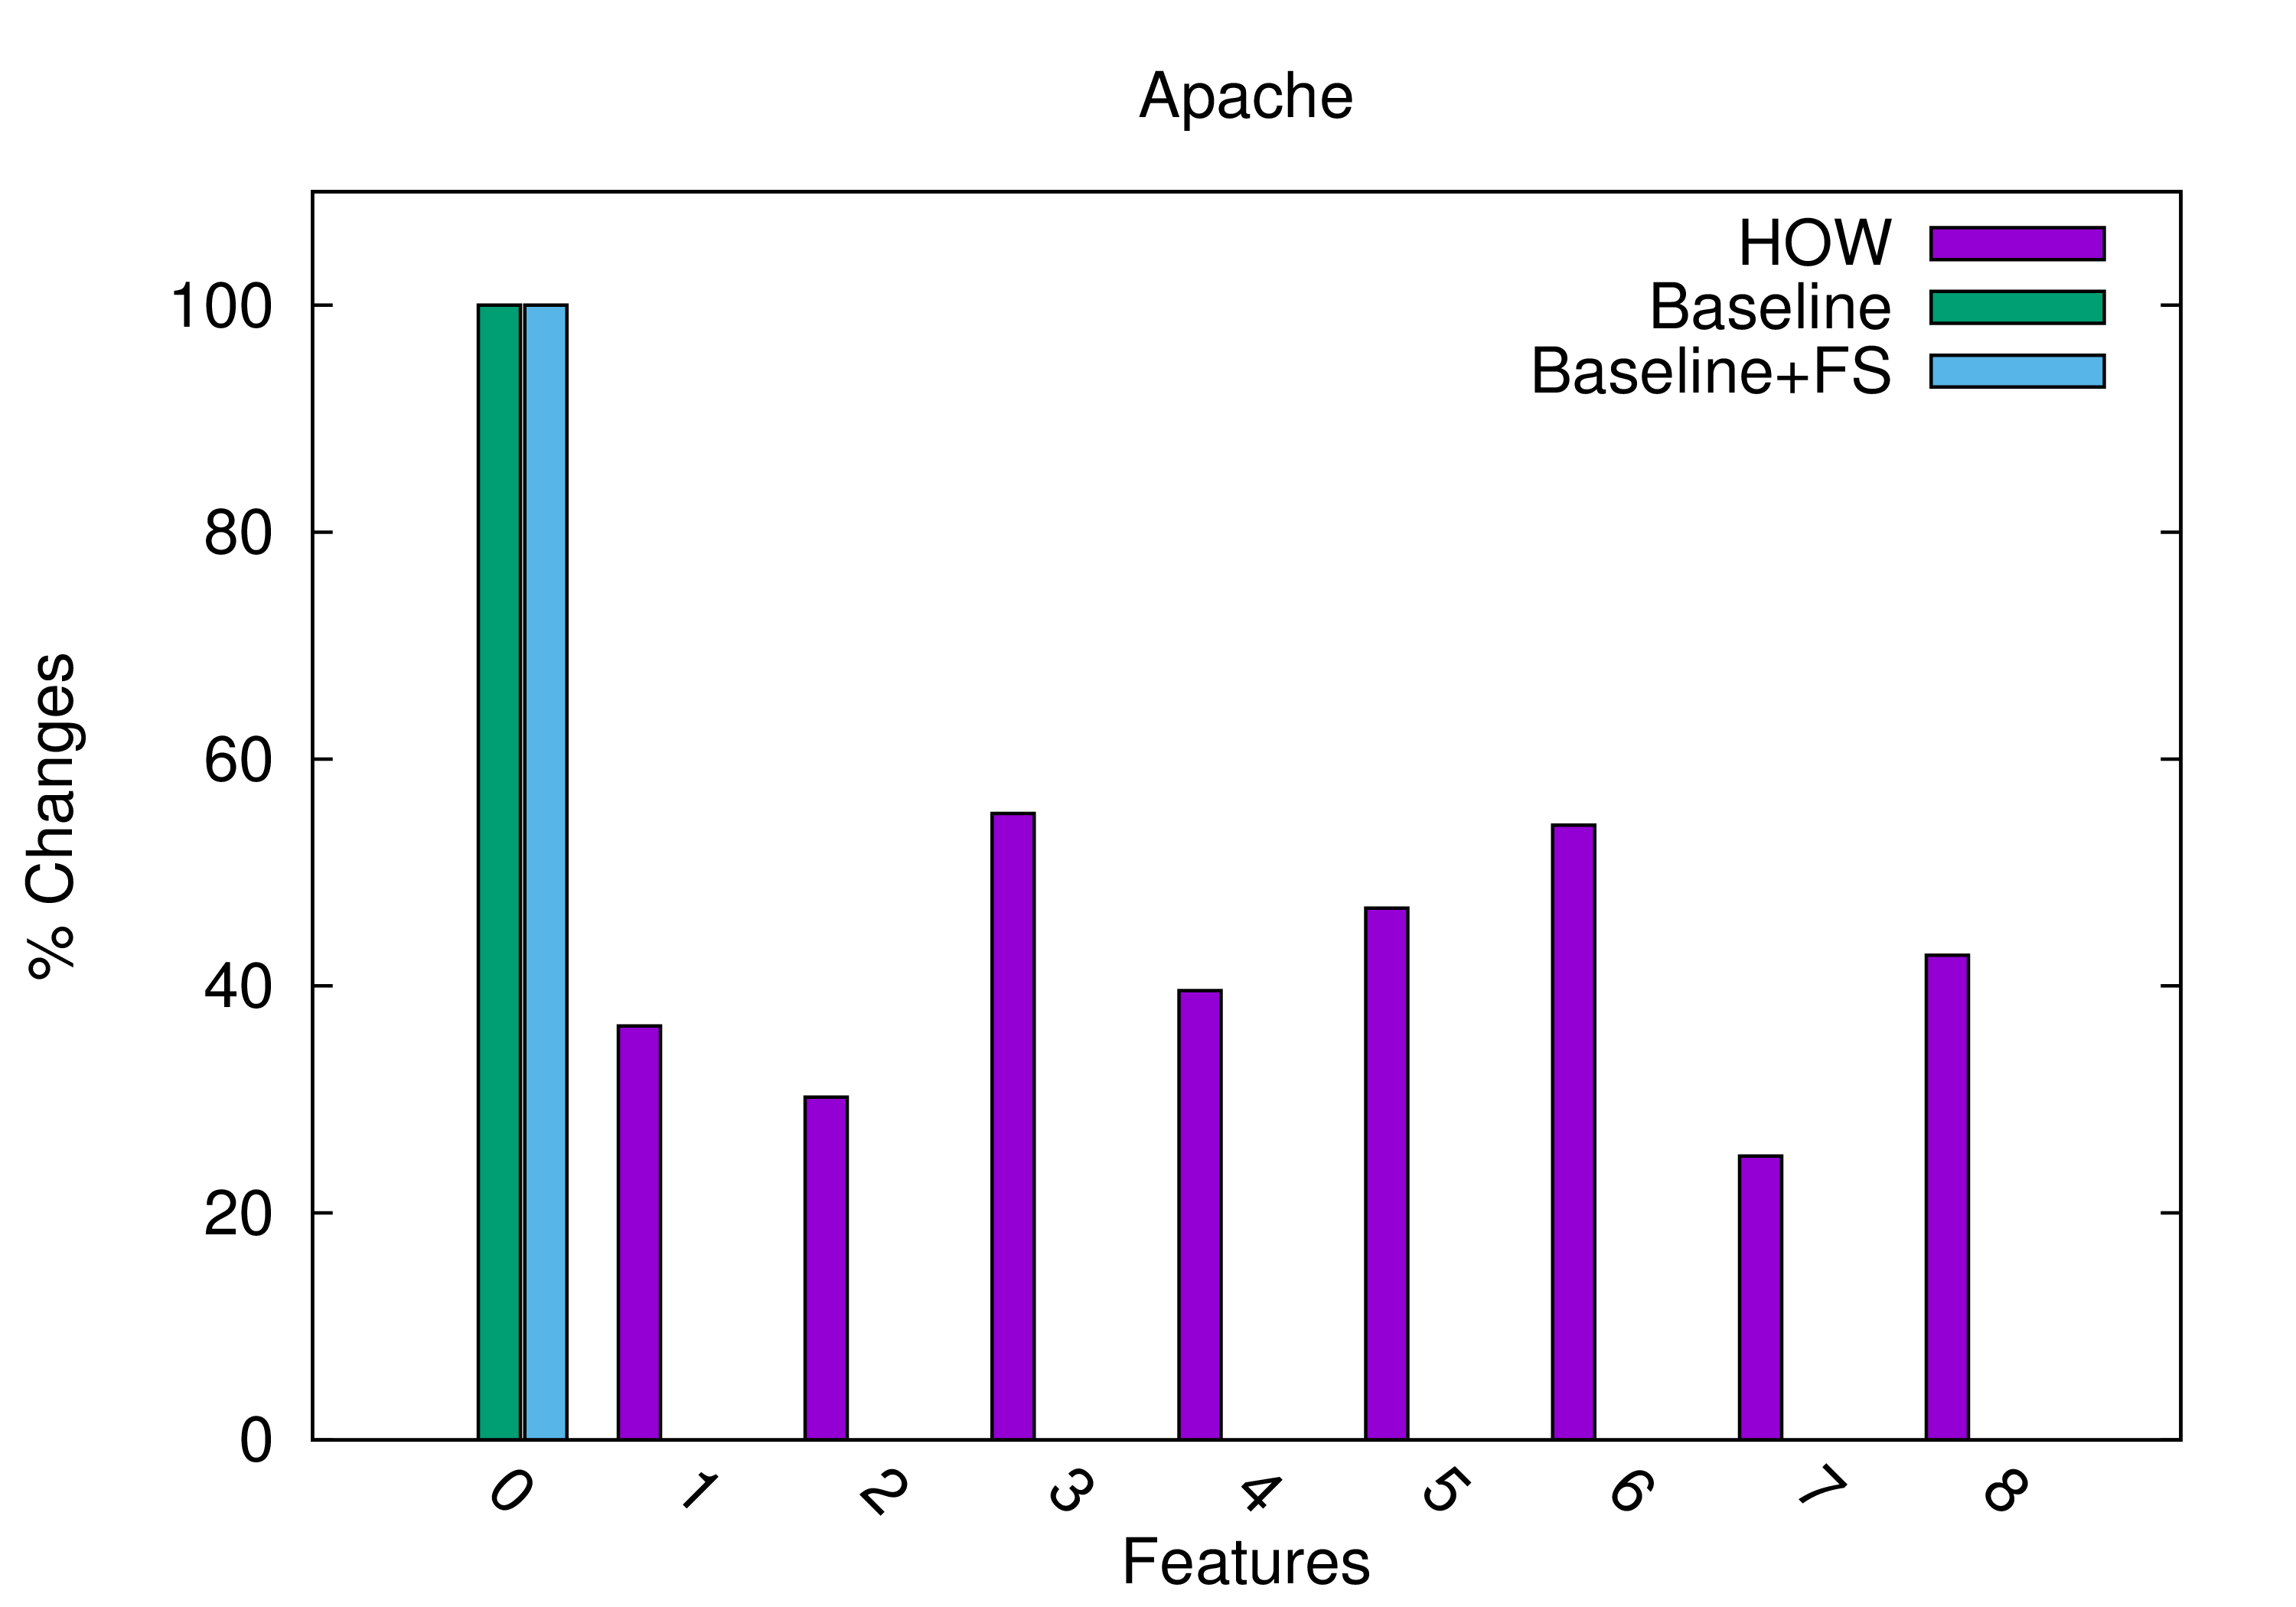 Apache
HOW
Baseline
Baseline+FS
100
80
60
40
20
0
% Changes
0 1 2 3 4 5 6 7 8
Features